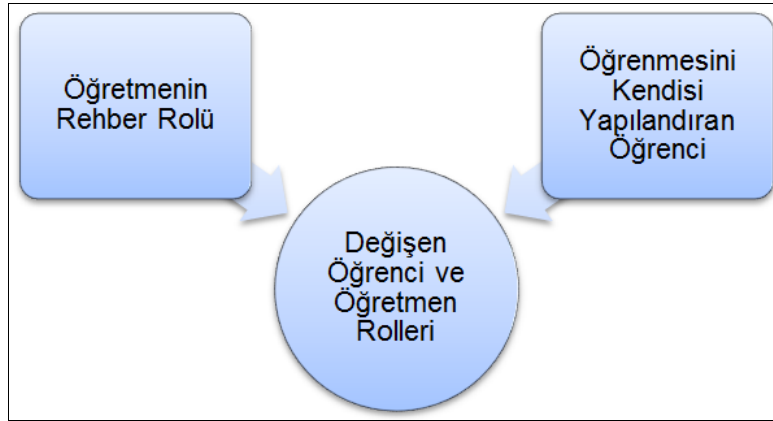 Öğretmenin
Rehber Rolü
Öğrenmesini
Kendisi
Yapılandıran
Öğrenci
Değişen
Öğrenci ve
Öğretmen
Rolleri